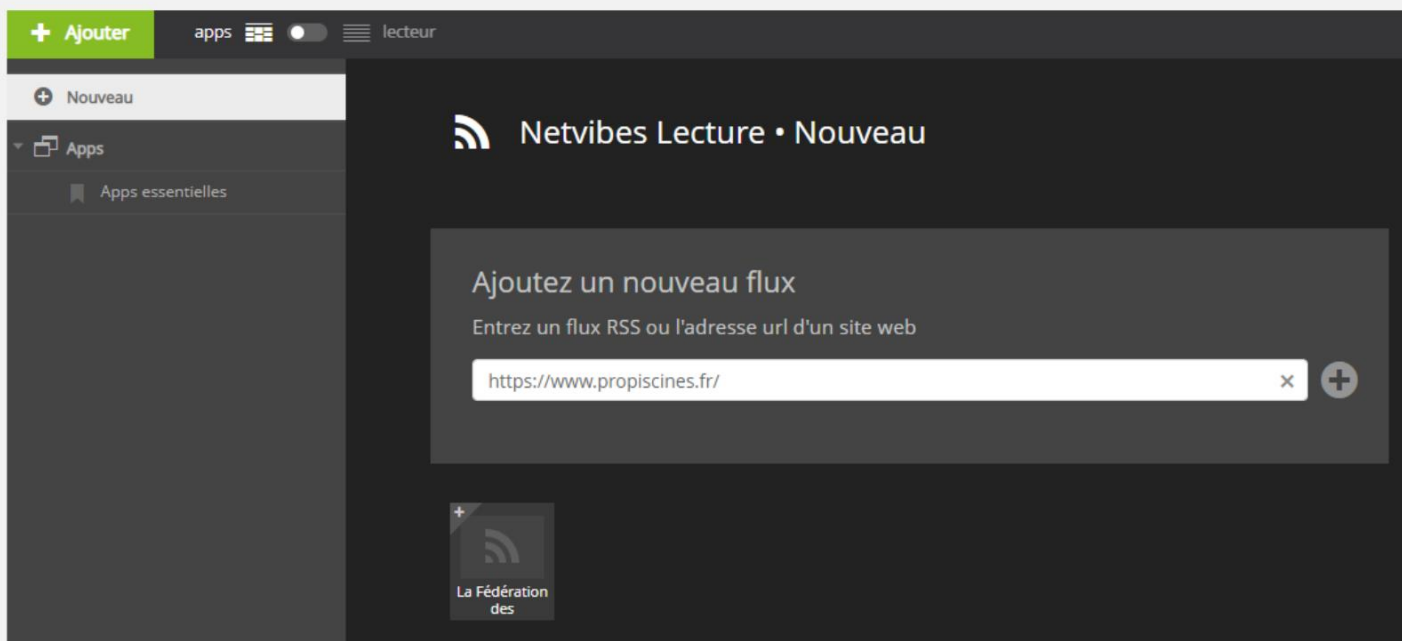 + Ajouter
apps
lecteur
Nouveau
Apps
Apps essentielles
Netvibes Lecture • Nouveau
Ajoutez un nouveau flux
Entrez un flux RSS ou l'adresse url d'un site web
https://www.propiscines.fr/
La Fédération
des